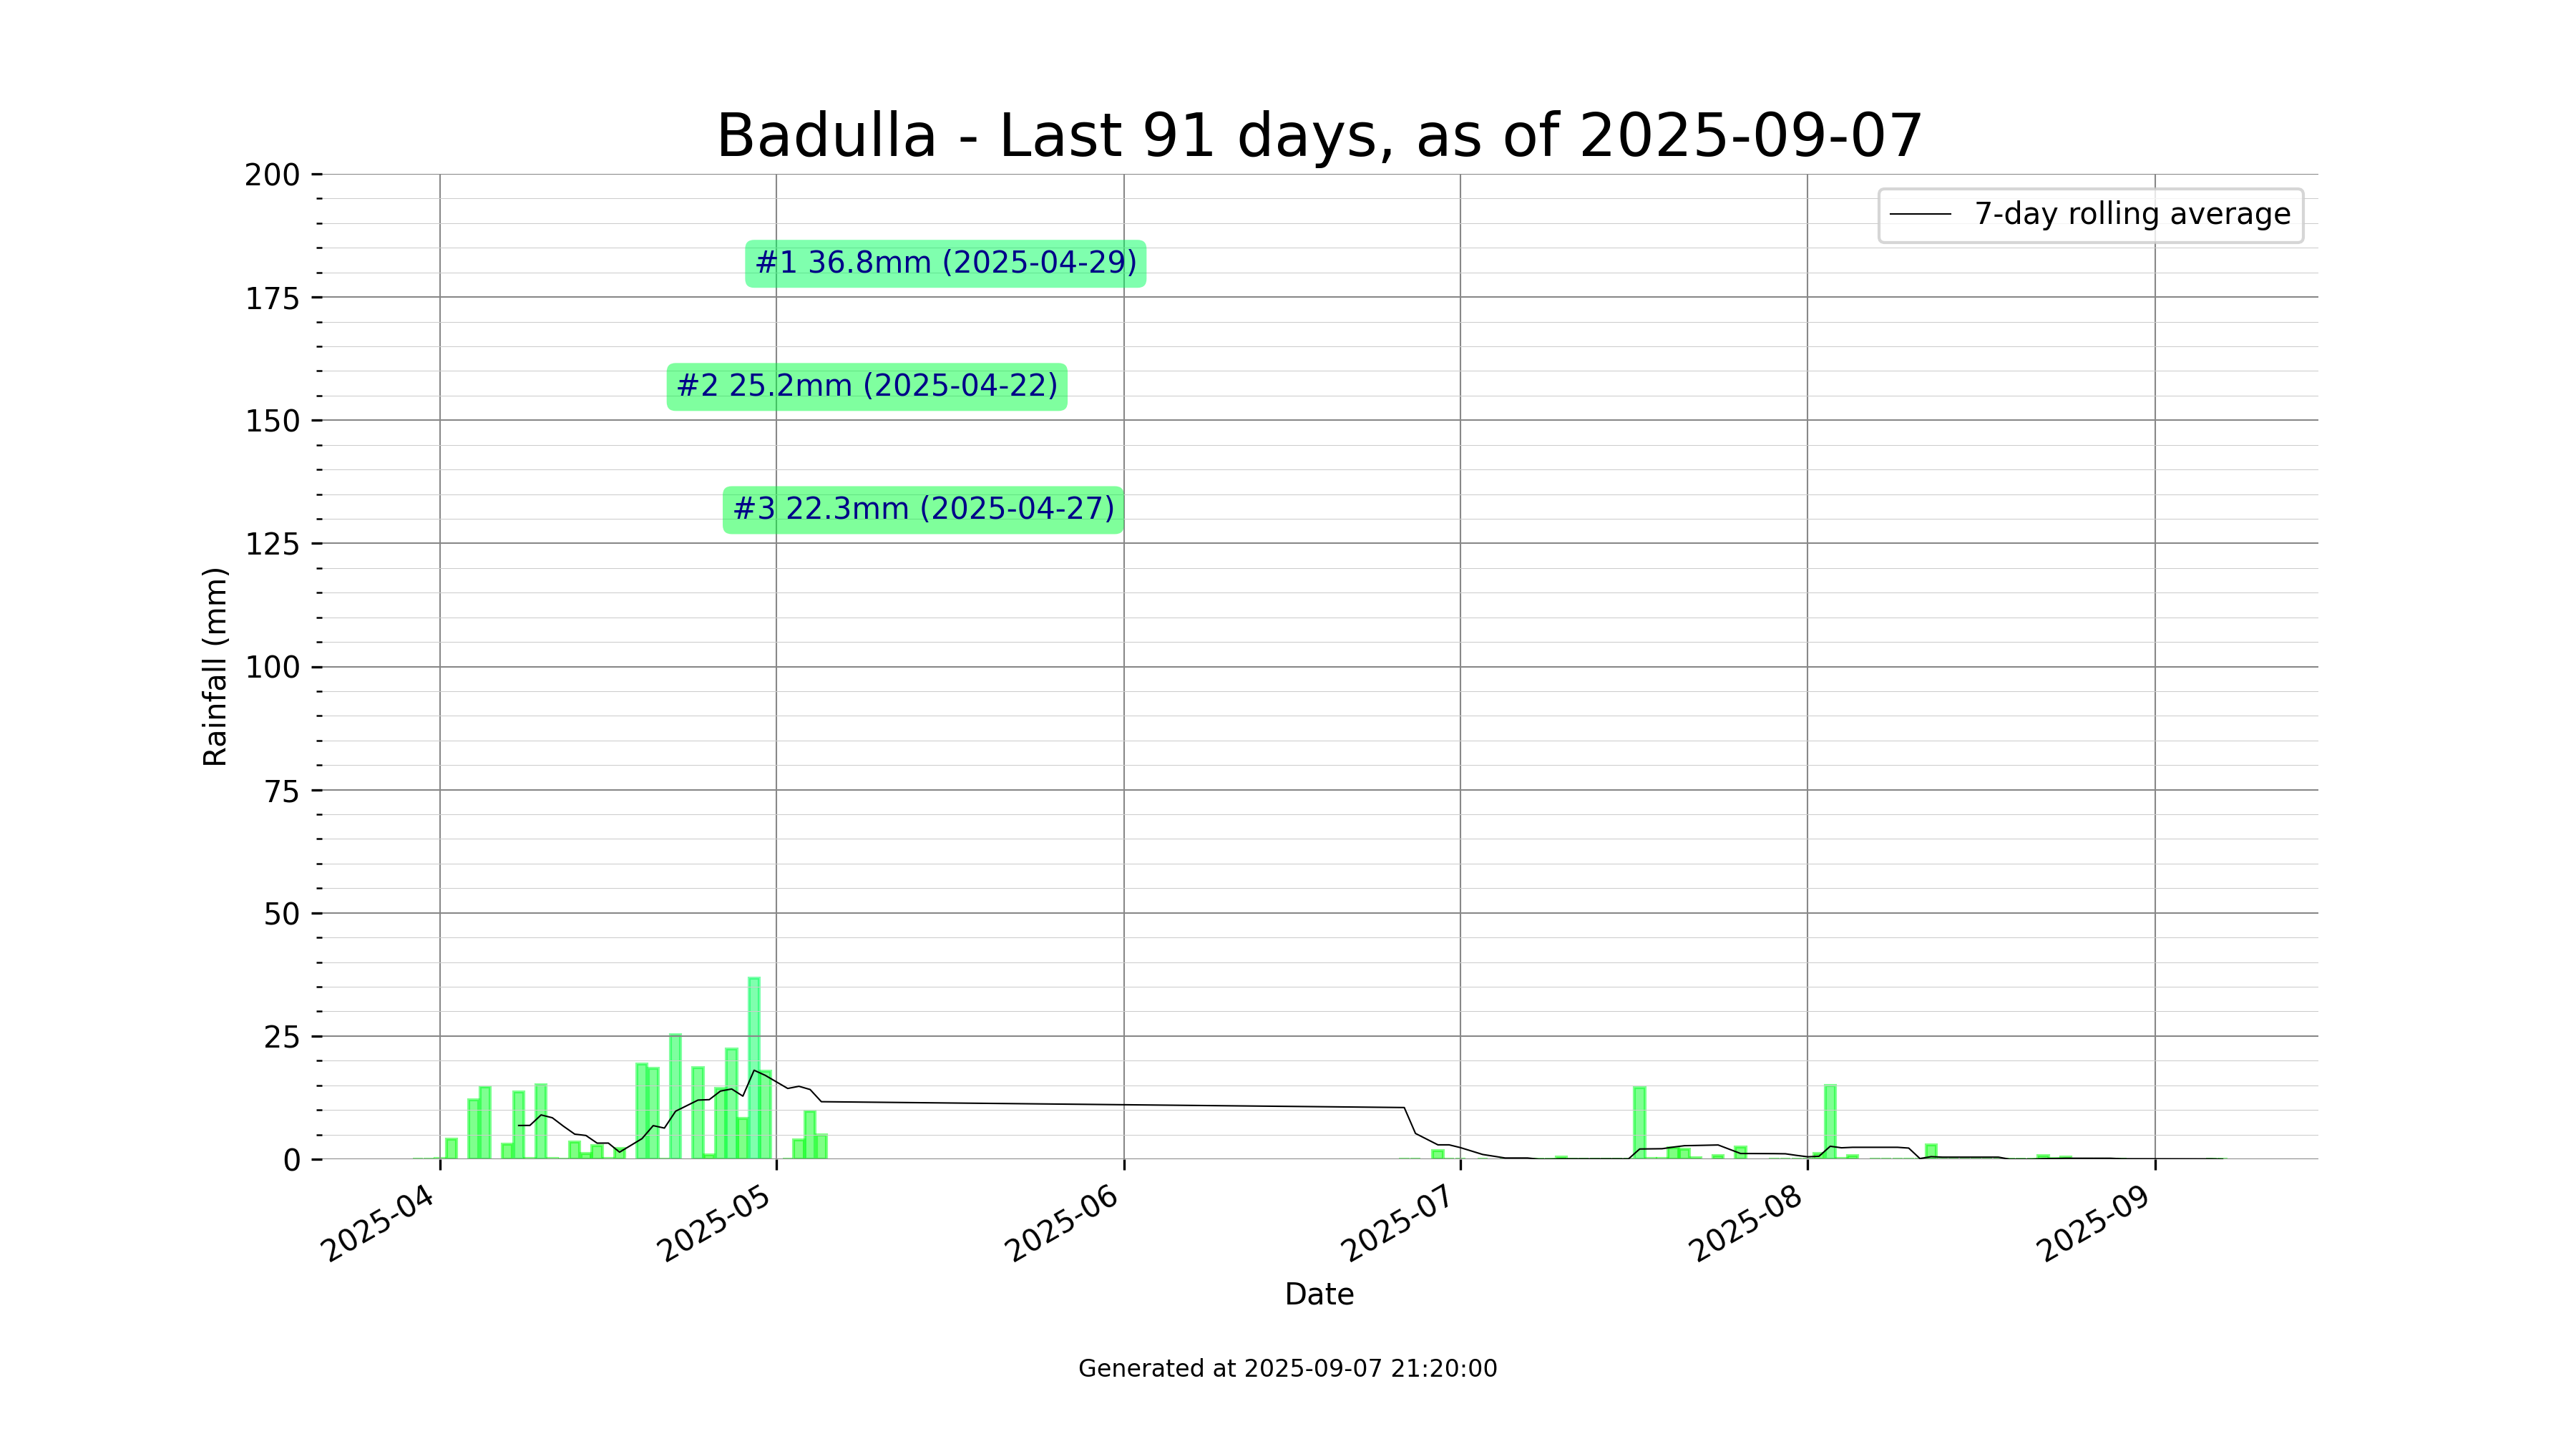 Badulla - Last 91 days, as of 2025-09-07
7-day rolling average
#1 36.8mm (2025-04-29)
#2 25.2mm (2025-04-22)
#3 22.3mm (2025-04-27)
Rainfall (mm)
200
175
150
125
100
75
50
25
0
2025-04
2025-05
2025-06
2025-07
2025-08
2025-09
Date
Generated at 2025-09-07 21:20:00